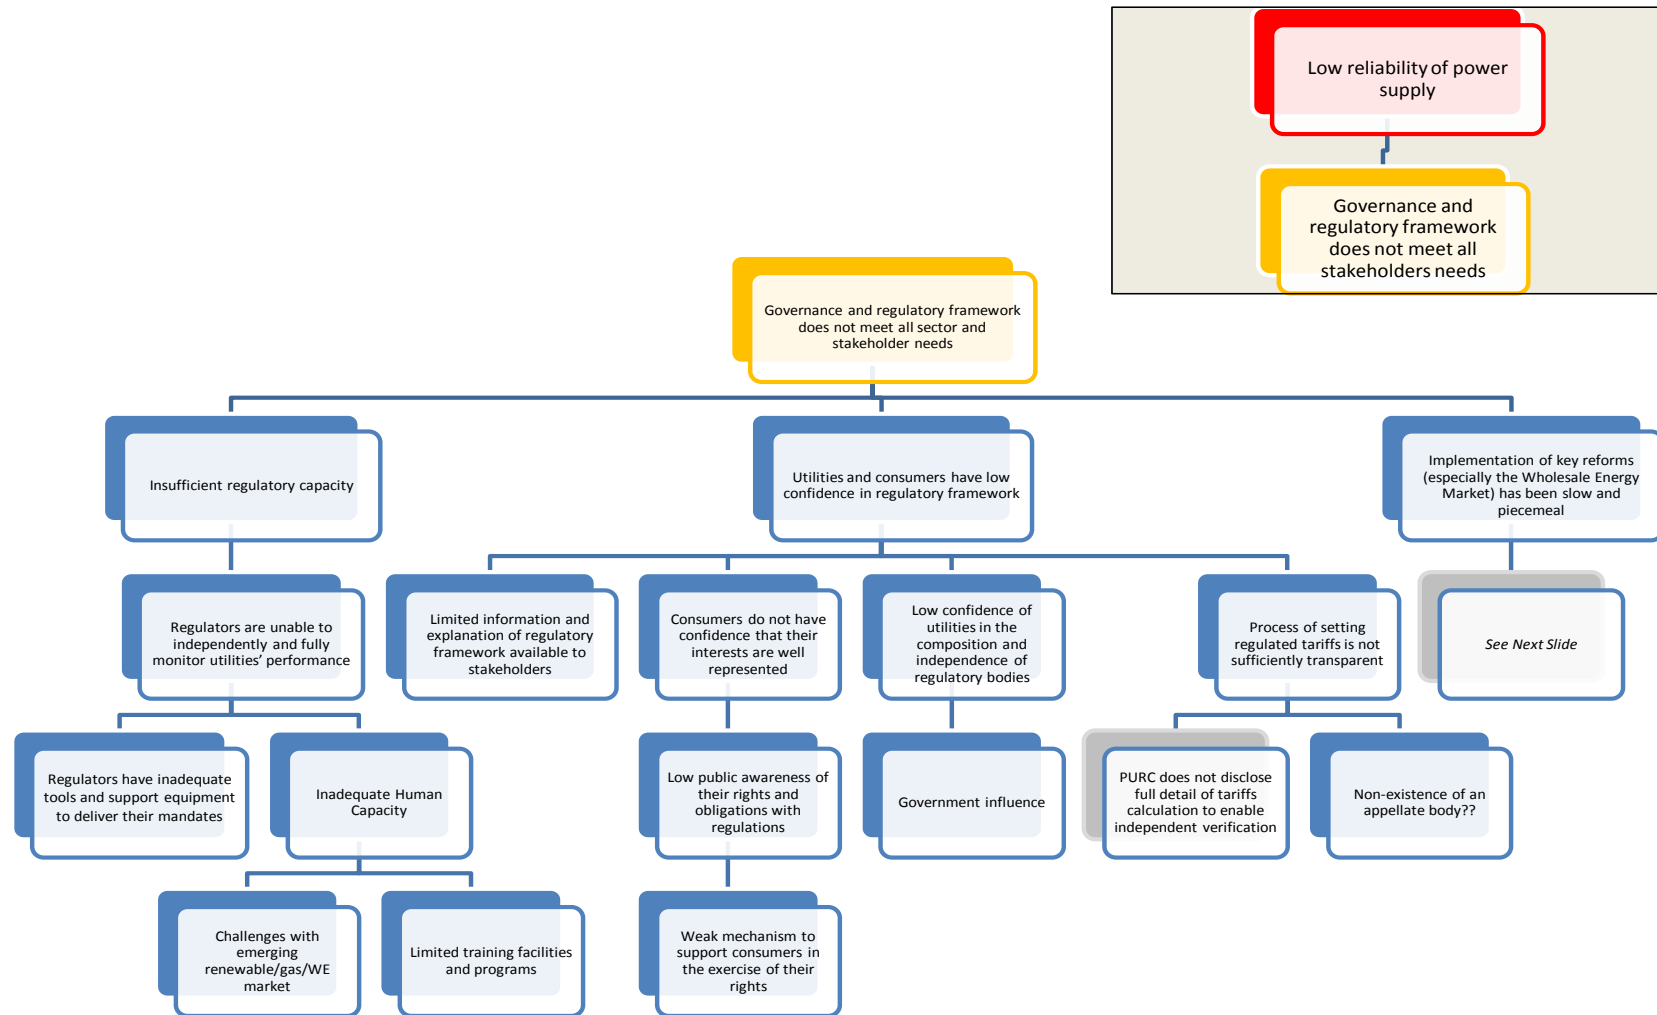 Low reliability of power
supply
Governance and
regulatory framework
does not meet all
stakeholders needs
Governance and regulatory framework
does not meet all sector and
stakeholder needs
Insufficient regulatory capacity
Utilities and consumers have low
confidence in regulatory framework
Implementation of key reforms
(especially the Wholesale Energy
Market) has been slow and
piecemeal
Regulators are unable to
independently and fully
monitor utilities’ performance
Limited information and
explanation of regulatory
framework available to
stakeholders
Consumers do not have
confidence that their
interests are well
represented
Low confidence of
utilities in the
composition and
independence of
regulatory bodies
Process of setting
regulated tariffs is not
sufficiently transparent
See Next Slide
Regulators have inadequate
tools and support equipment
to deliver their mandates
Inadequate Human
Capacity
Low public awareness of
their rights and
obligations with
regulations
Government influence
PURC does not disclose
full detail of tariffs
calculation to enable
independent verification
Non-existence of an
appellate body??
Challenges with
emerging
renewable/gas/WE
market
Limited training facilities
and programs
Weak mechanism to
support consumers in
the exercise of their
rights